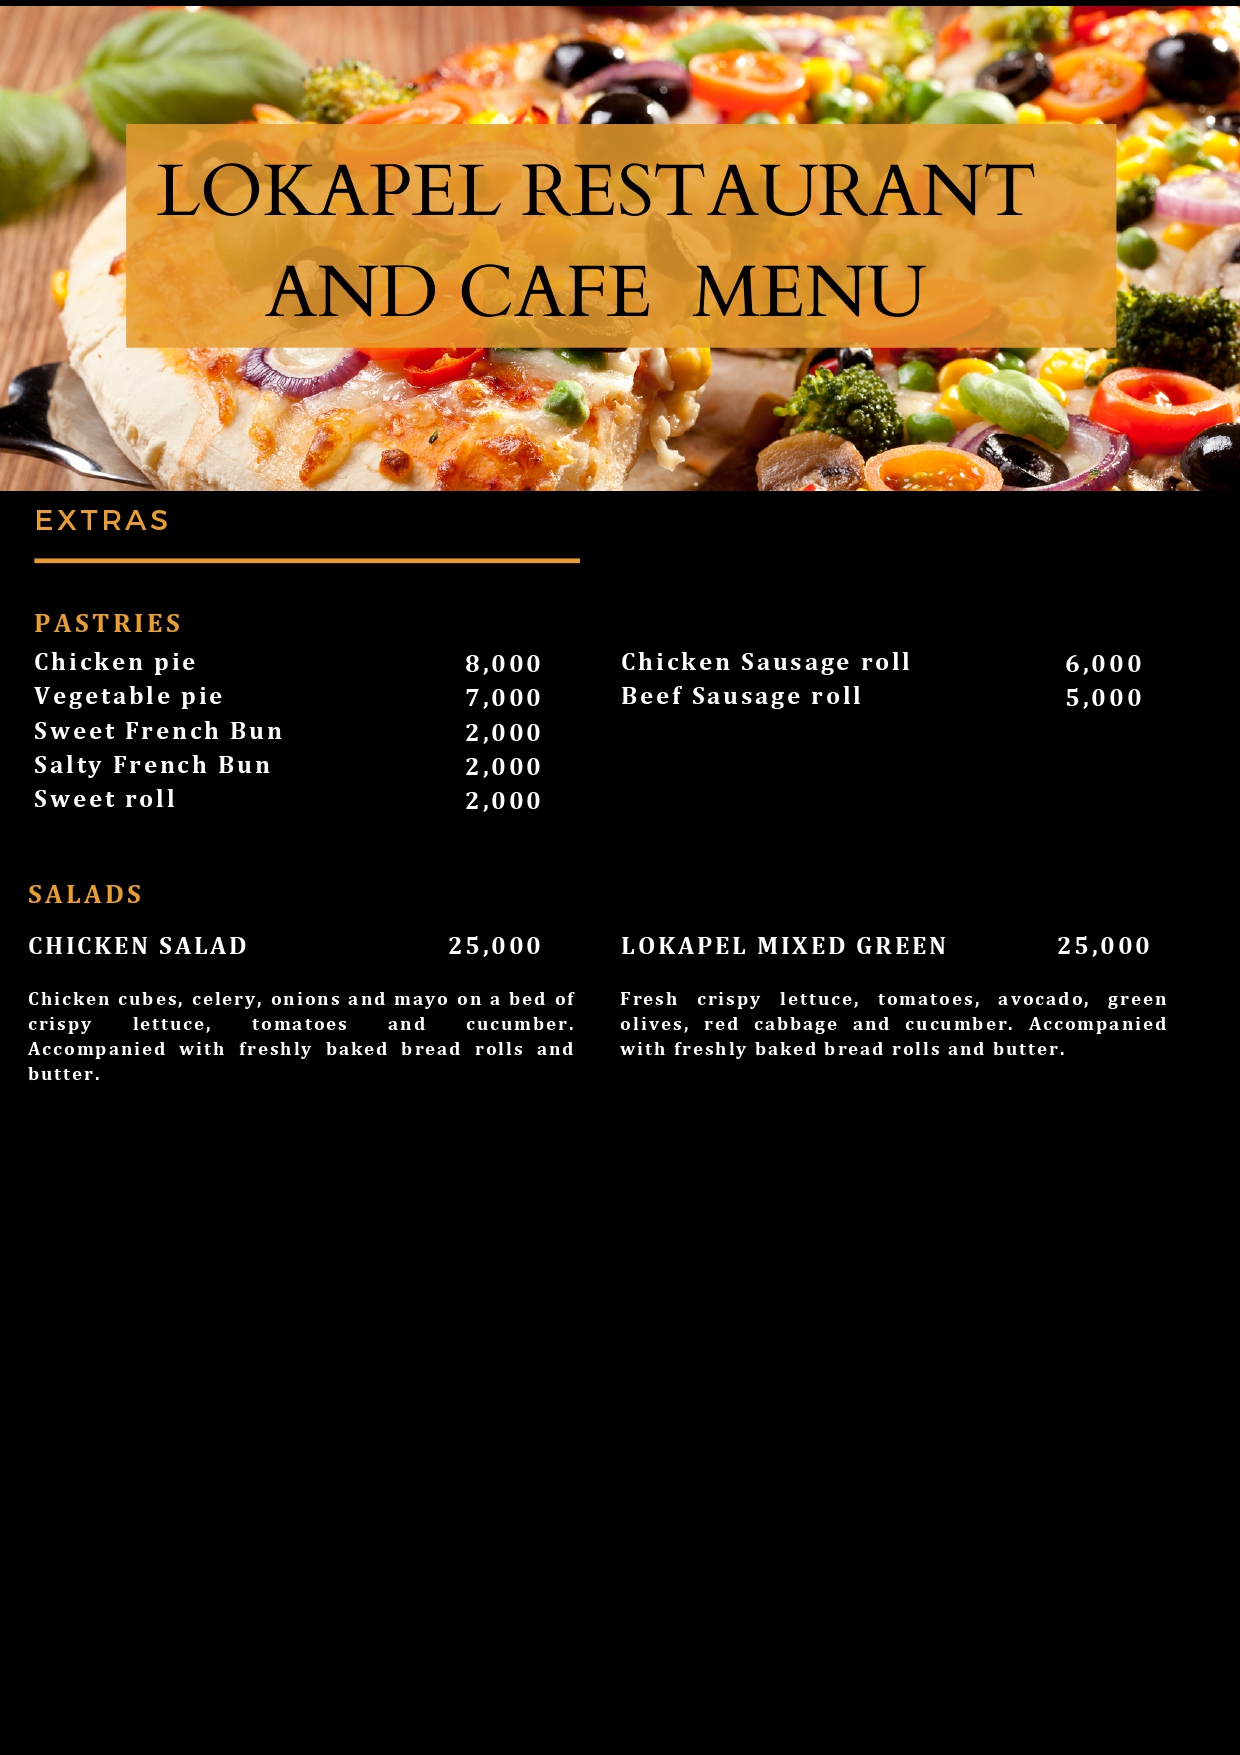 LOKAPEL RESTAURANT
AND CAFE MENU
EXTRAS
PASTRIES
Chicken pie 8,000
Vegetable pie 7,000
Sweet French Bun 2,000
Salty French Bun 2,000
Sweet roll 2,000
Chicken Sausage roll 6,000
Beef Sausage roll 5,000
SALADS
CHICKEN SALAD 25,000
Chicken cubes, celery, onions and mayo on a bed of
crispy lettuce, tomatoes and cucumber.
Accompanied with freshly baked bread rolls and
butter.
LOKAPEL MIXED GREEN 25,000
Fresh crispy lettuce, tomatoes, avocado, green
olives, red cabbage and cucumber. Accompanied
with freshly baked bread rolls and butter.